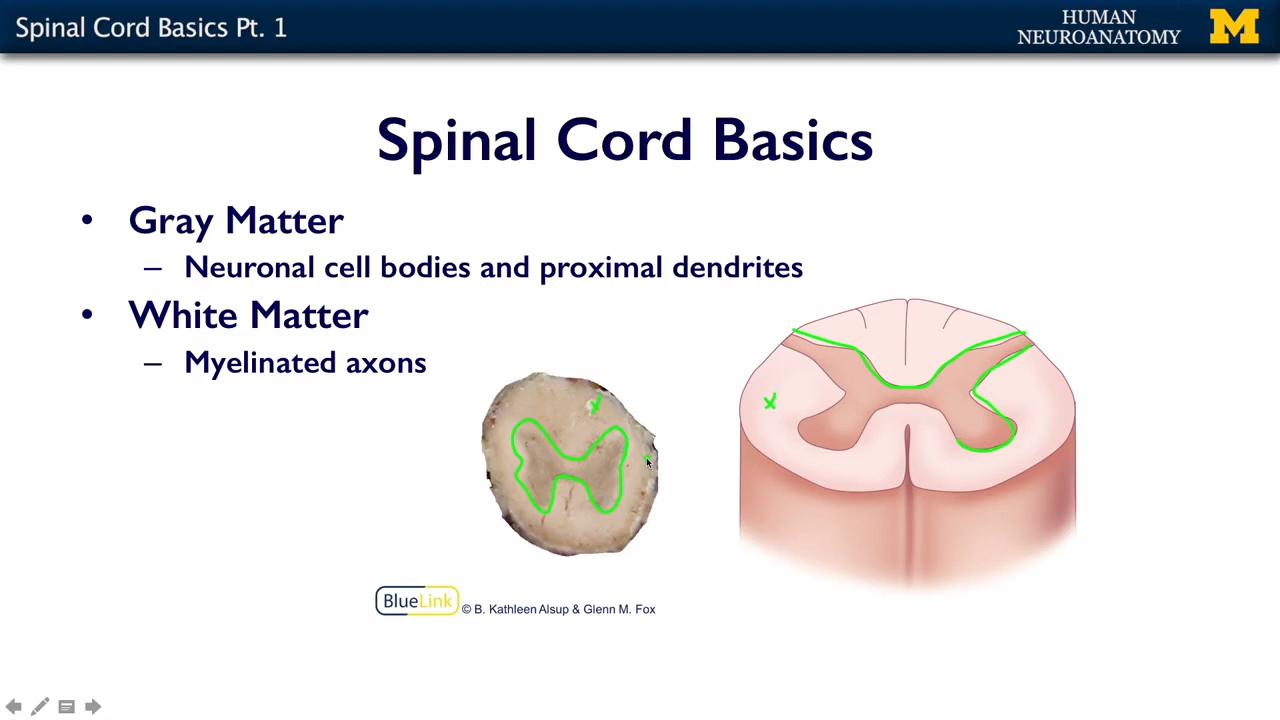 Spinal Cord Basics Pt. 1
HUMAN
NEUROANATOMY
M
Spinal Cord Basics
• Gray Matter
– Neuronal cell bodies and proximal dendrites
• White Matter
– Myelinated axons
x
x
BlueLink © B. Kathleen Alsup & Glenn M. Fox